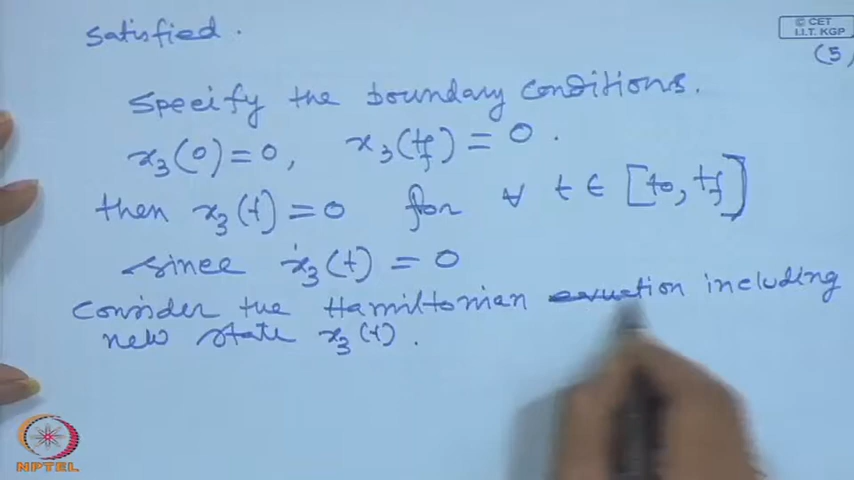 © CET
I.I.T. KGP
satisfied.
(5)
Specify the boundary conditions.
x₃(0) = 0, x₃(tf) = 0.
then x₃(t) = 0 for ∀ t ∈ [t₀, tf]
since ẋ₃(t) = 0
Consider the Hamiltonian equation including
new state x₃(t).
NPTEL